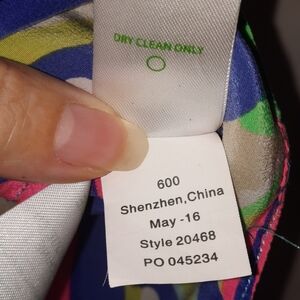 DRY CLEAN ONLY
600
Shenzhen,China
May -16
Style 20468
PO 045234